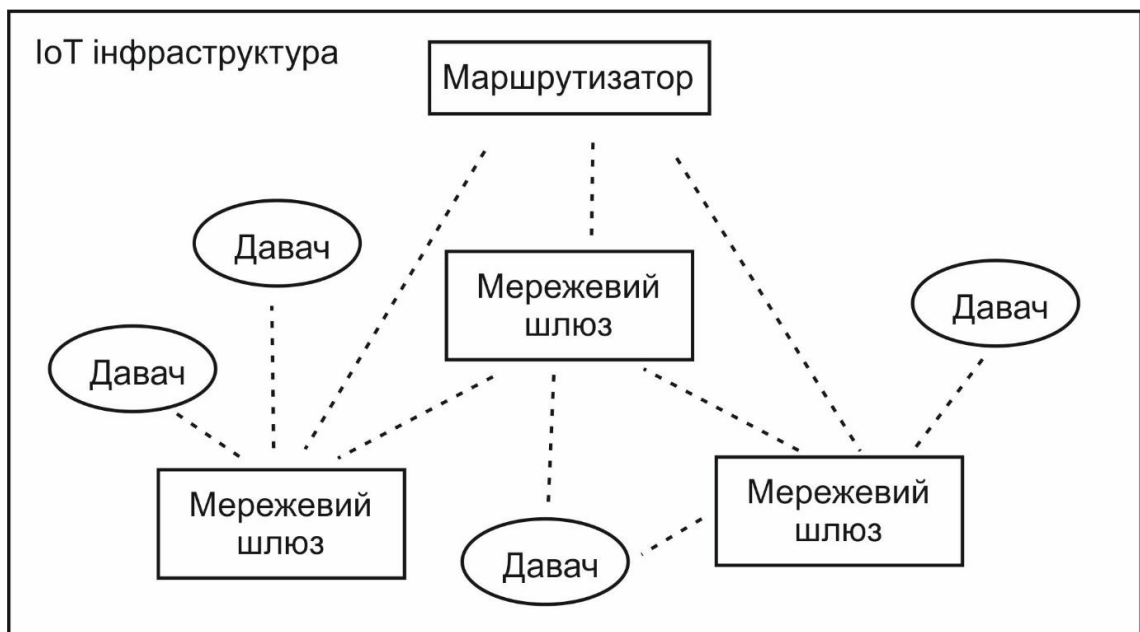 IoT інфраструктура
Маршрутизатор
Давач
Мережевий
шлюз
Давач
Давач
Мережевий
шлюз
Мережевий
шлюз
Давач